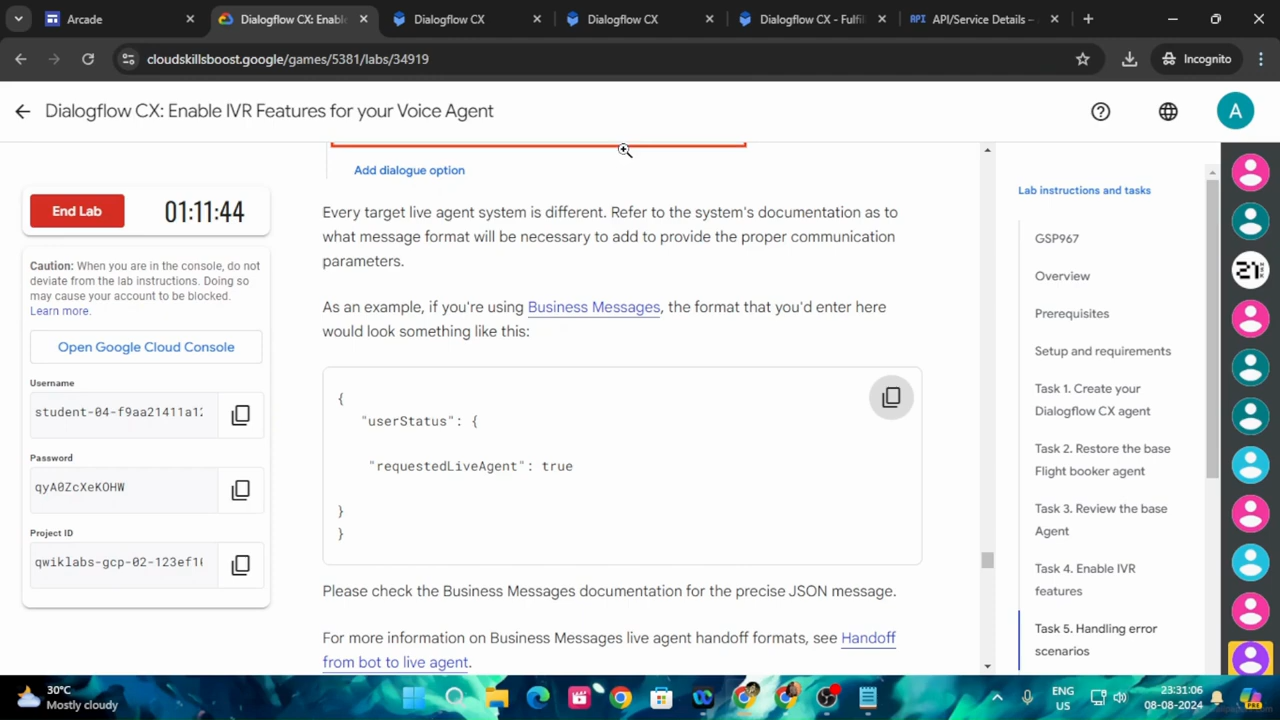 Arcade
Dialogflow CX: Enabl
Dialogflow CX
Dialogflow CX
Dialogflow CX - Fulfil
RPI API/Service Details –
cloudskillsboost.google/games/5381/labs/34919
Incognito
Dialogflow CX: Enable IVR Features for your Voice Agent
A
End Lab
01:11:44
Caution: When you are in the console, do not
deviate from the lab instructions. Doing so
may cause your account to be blocked.
Learn more.
Open Google Cloud Console
Username
student-04-f9aa21411a12
Password
qyA0ZcXeKOHW
Project ID
qwiklabs-gcp-02-123ef1
Add dialogue option
Every target live agent system is different. Refer to the system's documentation as to
what message format will be necessary to add to provide the proper communication
parameters.
As an example, if you're using Business Messages, the format that you'd enter here
would look something like this:
{
"userStatus": {
"requestedLiveAgent": true
}
}
Please check the Business Messages documentation for the precise JSON message.
For more information on Business Messages live agent handoff formats, see Handoff
from bot to live agent.
Lab instructions and tasks
GSP967
Overview
Prerequisites
Setup and requirements
Task 1. Create your
Dialogflow CX agent
Task 2. Restore the base
Flight booker agent
Task 3. Review the base
Agent
Task 4. Enable IVR
features
Task 5. Handling error
scenarios
30°C
Mostly cloudy
ENG
US
23:31:06
08-08-2024
PRE